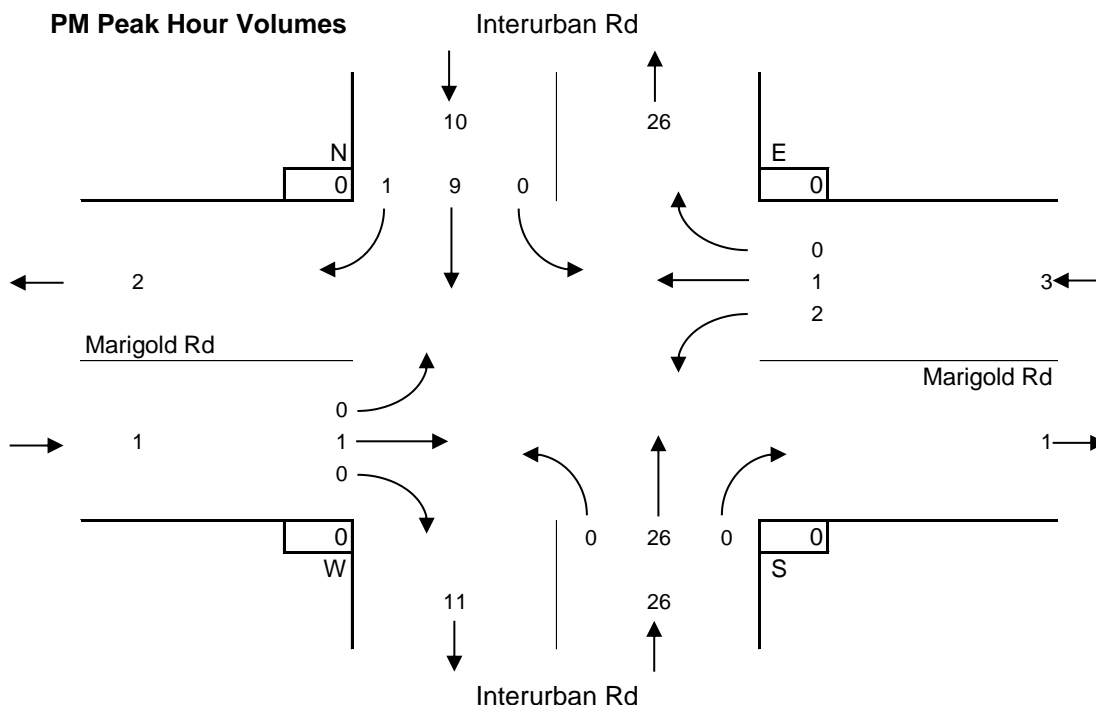 PM Peak Hour Volumes Interurban Rd
10 26
N E
0 1 9 0 0
0
2 1 3
2
Marigold Rd
Marigold Rd
0
1 1 1
0
0 0 26 0 0
W S
11 26
Interurban Rd